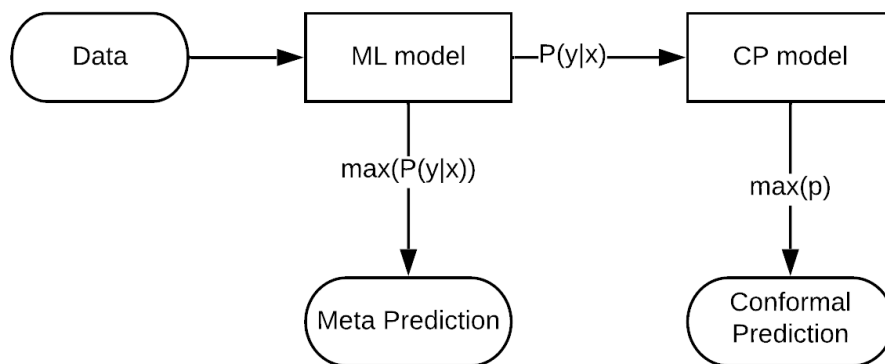 Data
ML model
P(y|x)
CP model
max(P(y|x))
max(p)
Meta Prediction
Conformal
Prediction